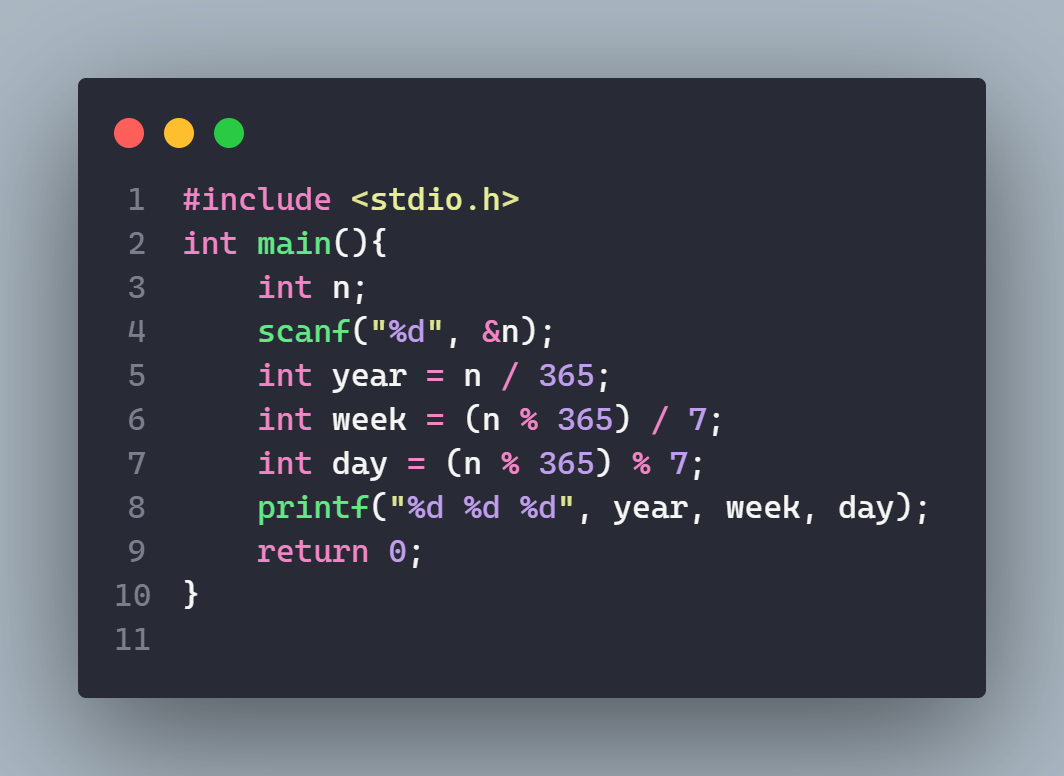 1 #include <stdio.h>
2 int main(){
3     int n;
4     scanf("%d", &n);
5     int year = n / 365;
6     int week = (n % 365) / 7;
7     int day = (n % 365) % 7;
8     printf("%d %d %d", year, week, day);
9     return 0;
10 }
11